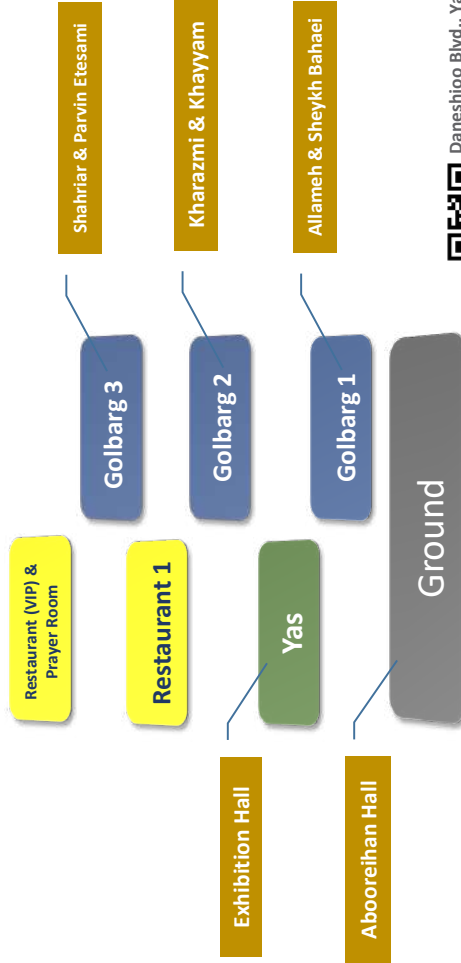 Restaurant (VIP) &
Prayer Room
Shahriar & Parvin Etesami
Golbarg 3
Restaurant 1
Kharazmi & Khayyam
Golbarg 2
Exhibition Hall
Yas
Allameh & Sheykh Bahaei
Golbarg 1
Abooreihan Hall
Ground
Daneshjoo Blvd.,